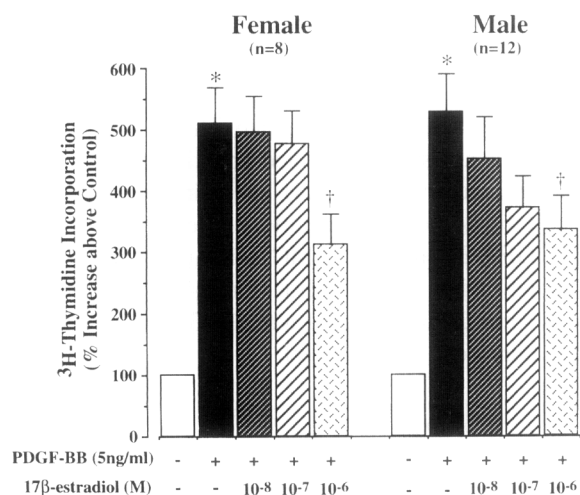 Female
(n=8)
Male
(n=12)
³H-Thymidine Incorporation
(% Increase above Control)
600
500
400
300
200
100
0
*
†
*
†
PDGF-BB (5ng/ml) - + + + + - + + + +
17β-estradiol (M) - - 10⁻⁸ 10⁻⁷ 10⁻⁶ - - 10⁻⁸ 10⁻⁷ 10⁻⁶